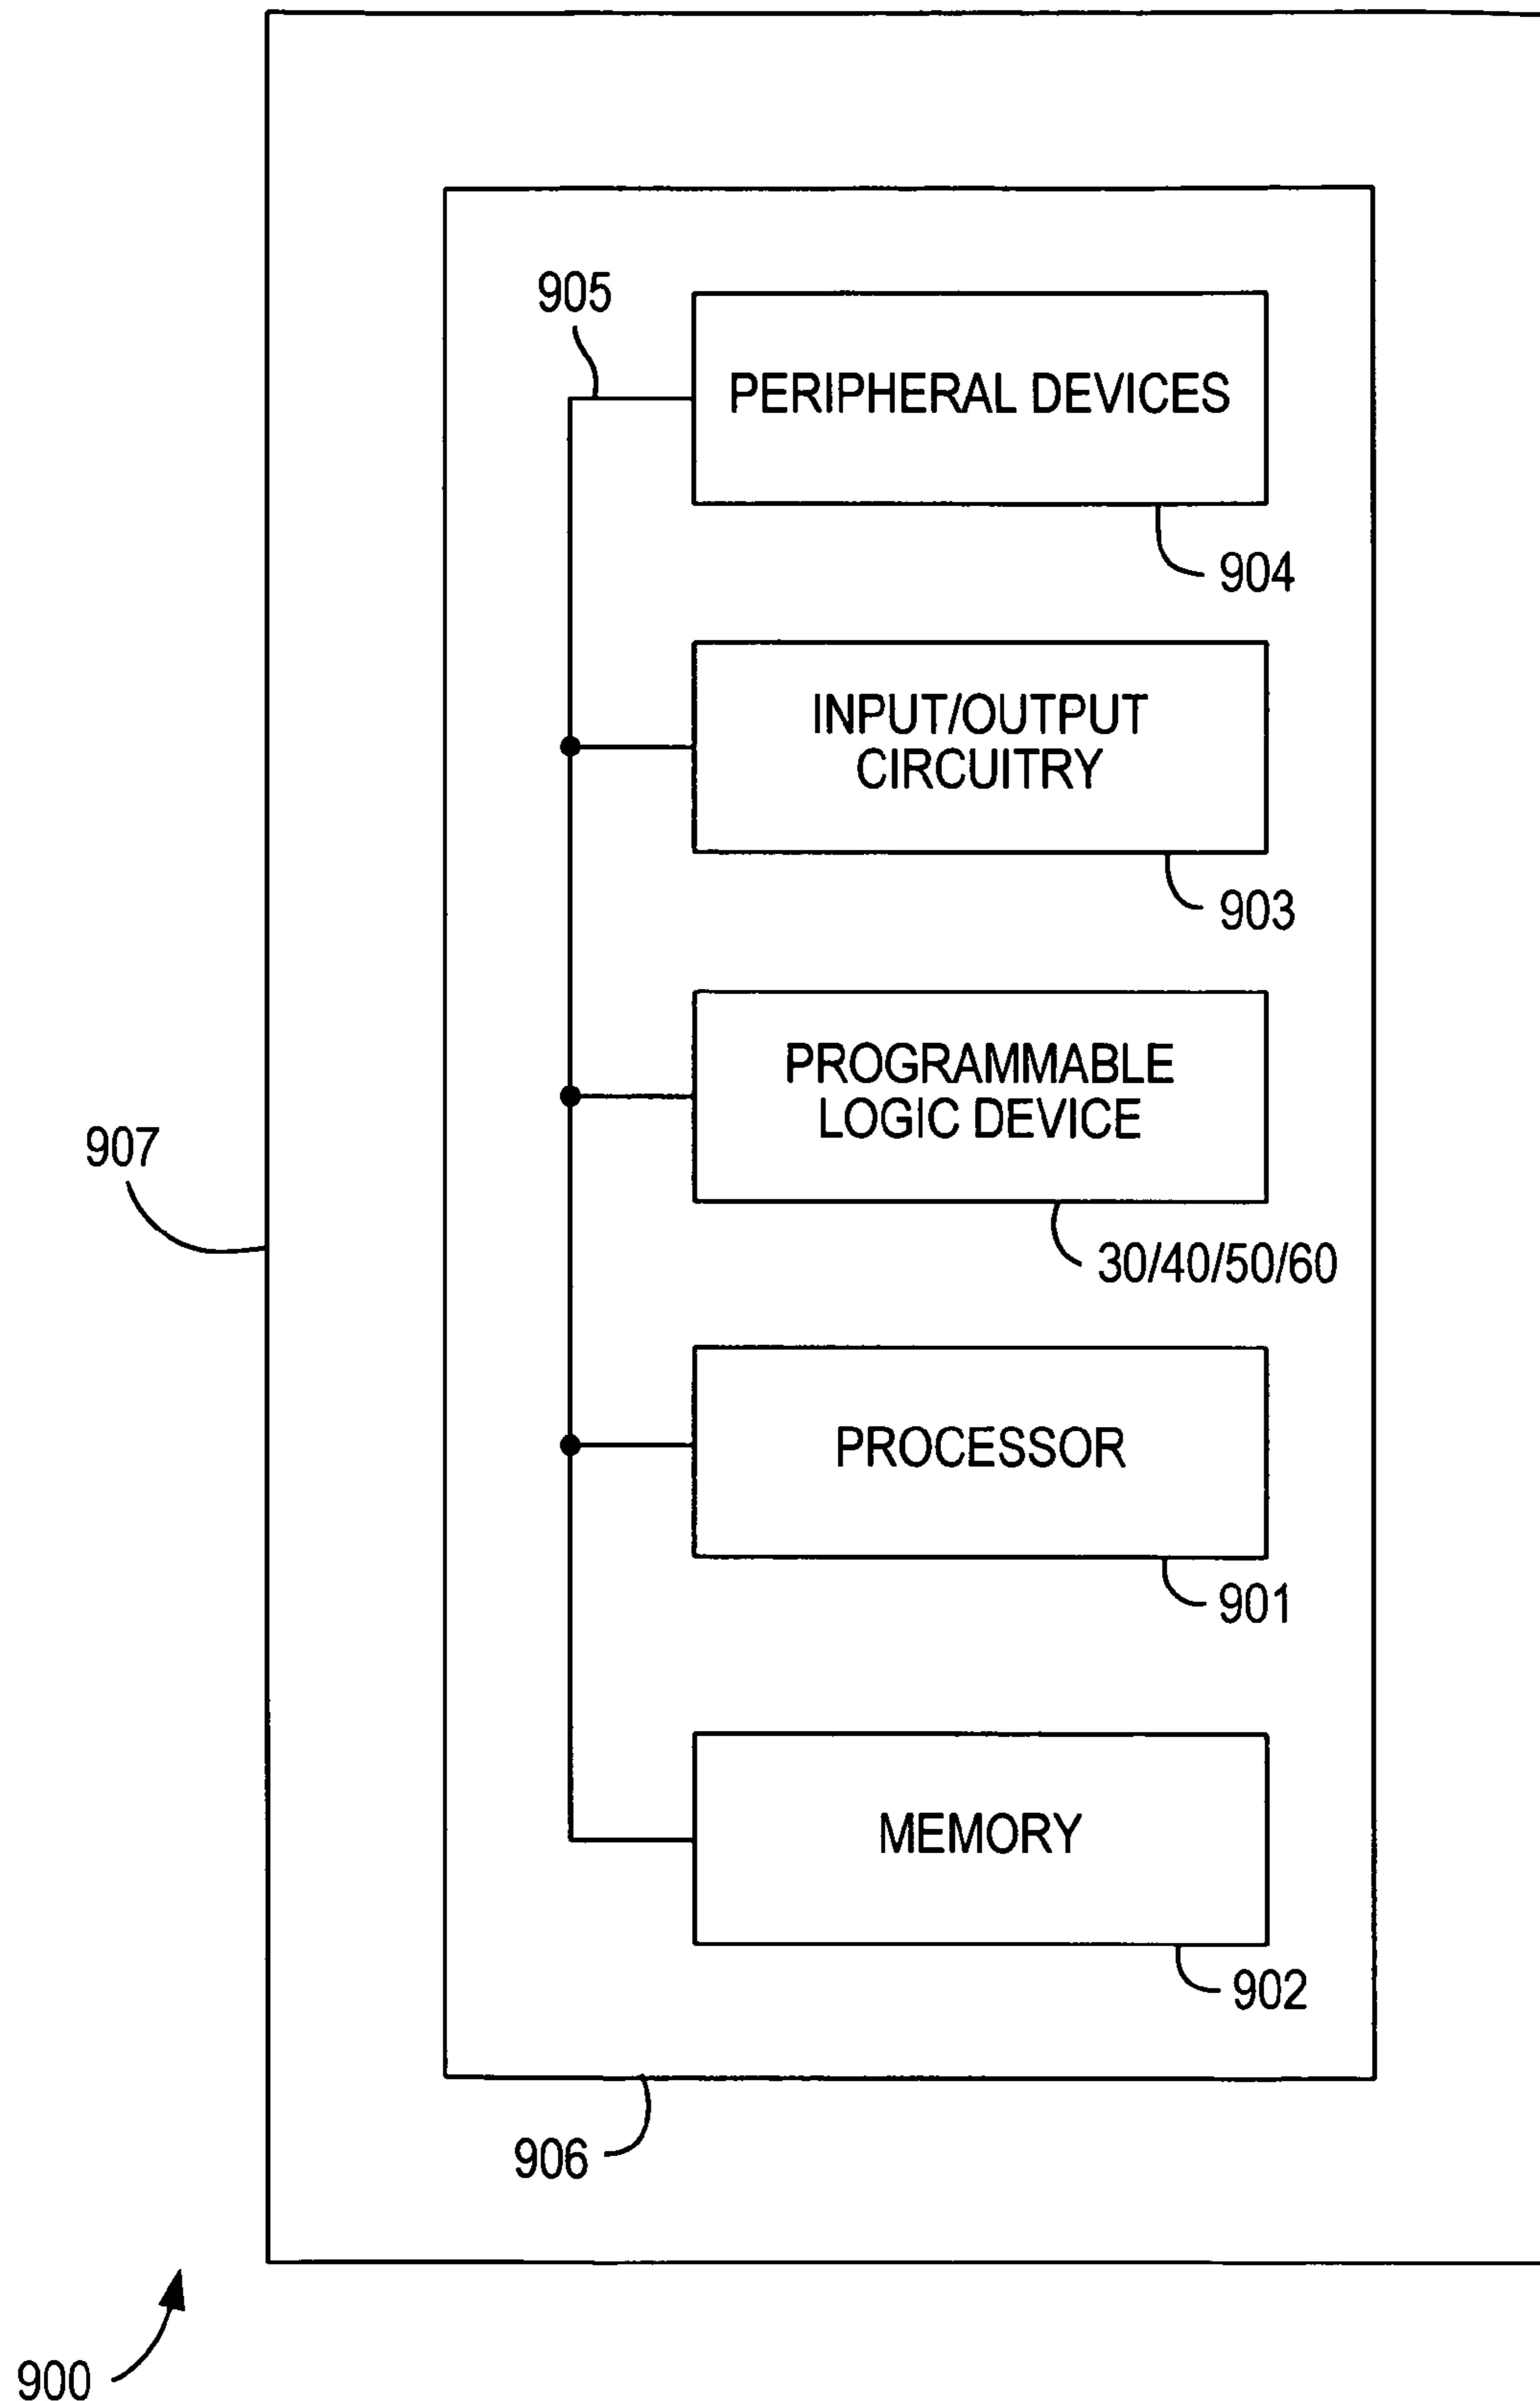 905
PERIPHERAL DEVICES
904
INPUT/OUTPUT
CIRCUITRY
903
PROGRAMMABLE
LOGIC DEVICE
907
30/40/50/60
PROCESSOR
901
MEMORY
902
906
900